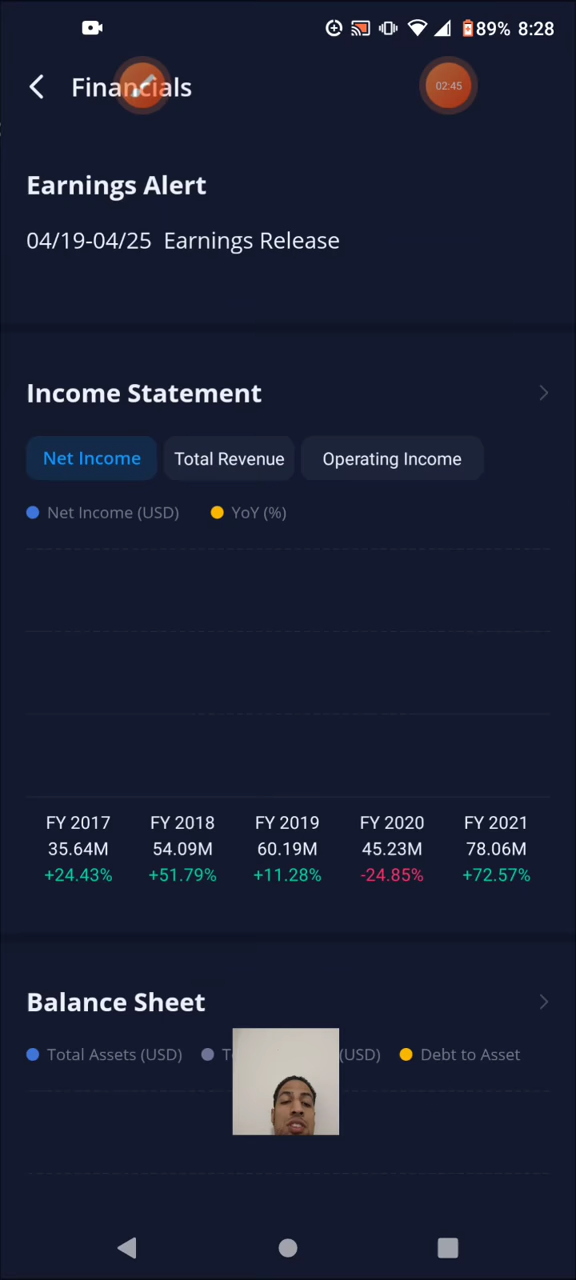 89% 8:28
Financials
02:45
Earnings Alert
04/19-04/25 Earnings Release
Income Statement
Net Income Total Revenue Operating Income
Net Income (USD) YoY (%)
FY 2017 FY 2018 FY 2019 FY 2020 FY 2021
35.64M 54.09M 60.19M 45.23M 78.06M
+24.43% +51.79% +11.28% -24.85% +72.57%
Balance Sheet
Total Assets (USD) (USD) Debt to Asset